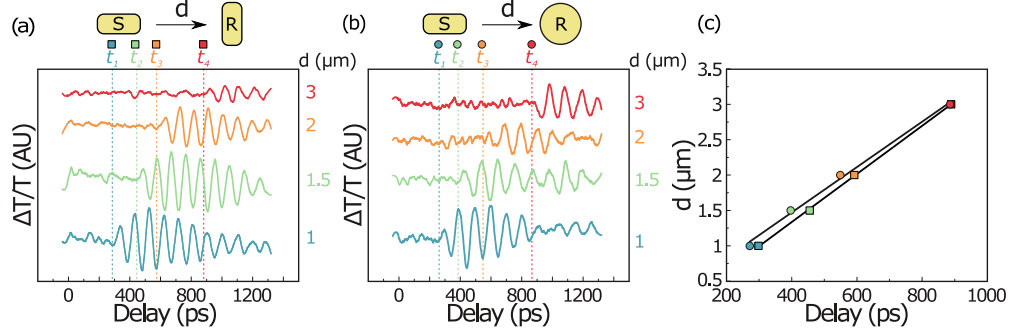 (a)
S
d
R
t1 t2 t3 t4
d (μm)
3
2
1.5
1
ΔT/T (AU)
0 400 800 1200
Delay (ps)
(b)
S
d
R
t1 t2 t3 t4
d (μm)
3
2
1.5
1
ΔT/T (AU)
0 400 800 1200
Delay (ps)
(c)
3.5
3
2.5
2
1.5
1
0.5
d (μm)
200 400 600 800 1000
Delay (ps)